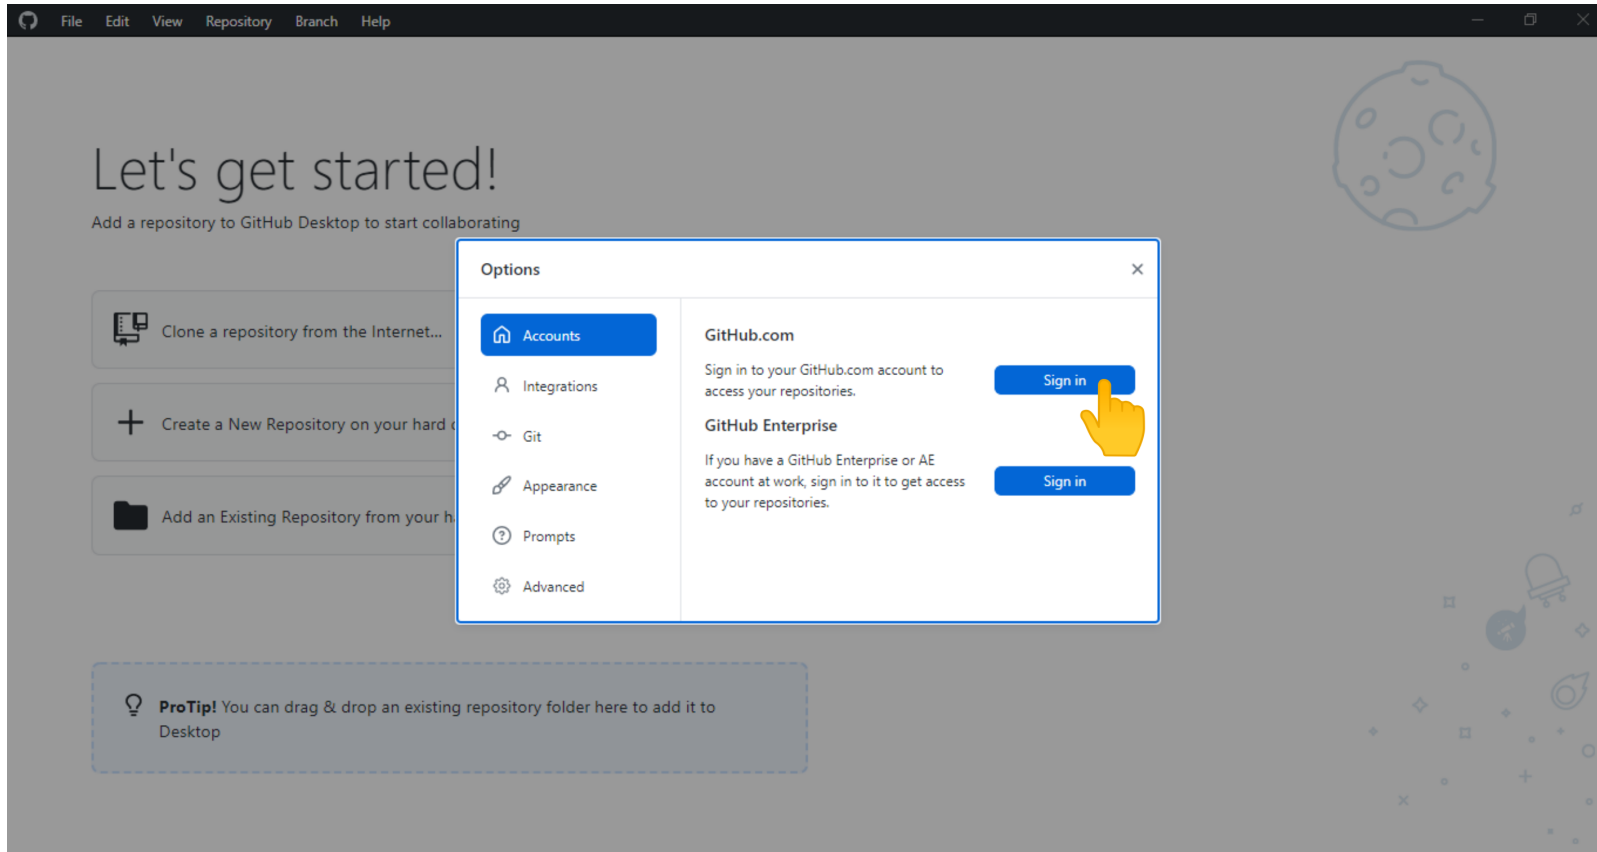 File Edit View Repository Branch Help
Let's get started!
Add a repository to GitHub Desktop to start collaborating
Clone a repository from the Internet...
Create a New Repository on your hard
Add an Existing Repository from your
ProTip! You can drag & drop an existing repository folder here to add it to
Desktop
Options
Accounts
Integrations
Git
Appearance
Prompts
Advanced
GitHub.com
Sign in to your GitHub.com account to
access your repositories.
Sign in
GitHub Enterprise
If you have a GitHub Enterprise or AE
account at work, sign in to it to get access
to your repositories.
Sign in